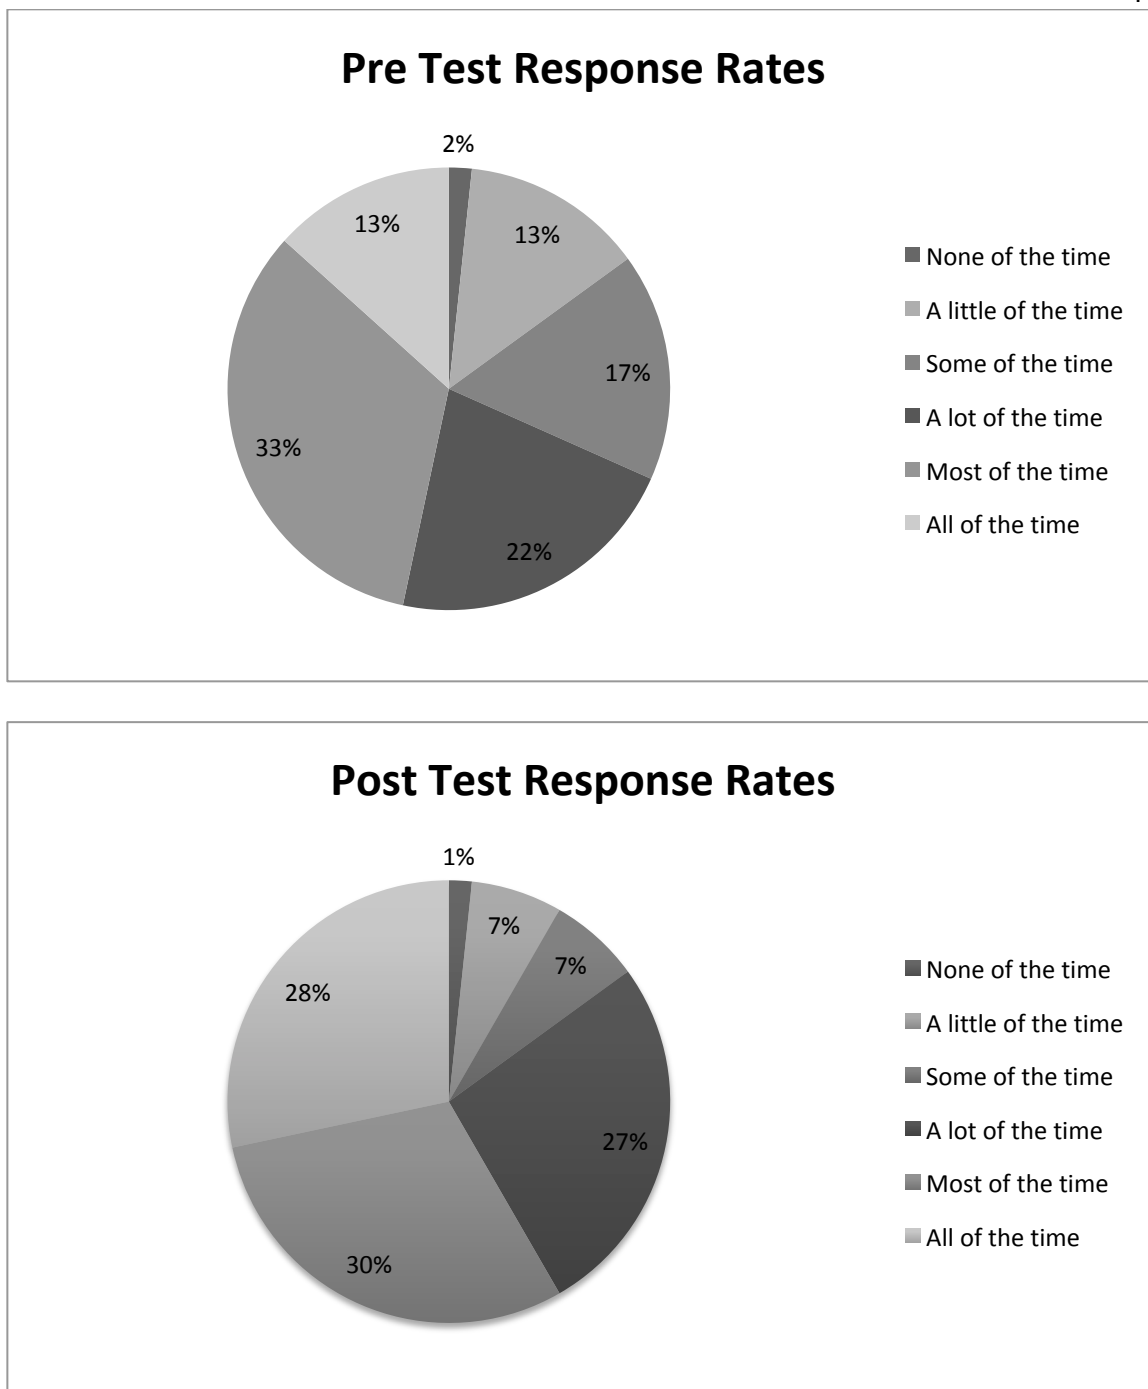 Pre Test Response Rates
2%
13%
13%
17%
33%
22%
None of the time
A little of the time
Some of the time
A lot of the time
Most of the time
All of the time
Post Test Response Rates
1%
7%
7%
28%
27%
30%
None of the time
A little of the time
Some of the time
A lot of the time
Most of the time
All of the time